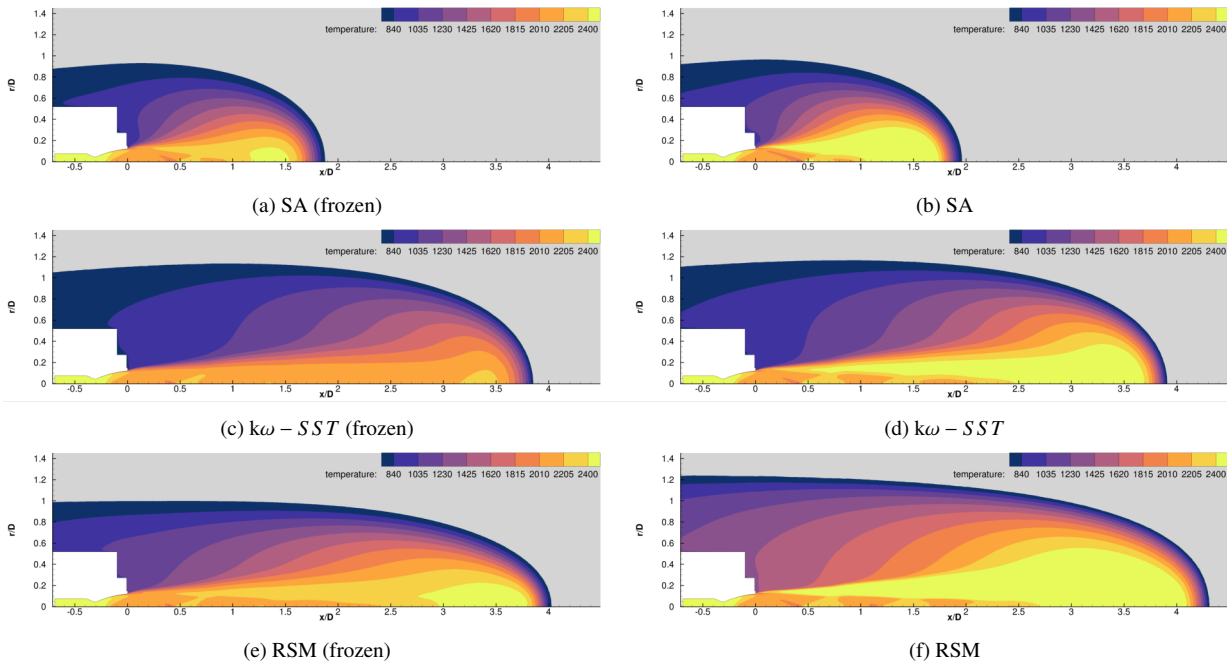 temperature: 840 1035 1230 1425 1620 1815 2010 2205 2400
r/D
1.4
1.2
1
0.8
0.6
0.4
0.2
0
-0.5 0 0.5 1 1.5 2 2.5 3 3.5 4
x/D
(a) SA (frozen)
temperature: 840 1035 1230 1425 1620 1815 2010 2205 2400
r/D
1.4
1.2
1
0.8
0.6
0.4
0.2
0
-0.5 0 0.5 1 1.5 2 2.5 3 3.5 4
x/D
(b) SA
temperature: 840 1035 1230 1425 1620 1815 2010 2205 2400
r/D
1.4
1.2
1
0.8
0.6
0.4
0.2
0
-0.5 0 0.5 1 1.5 2 2.5 3 3.5 4
x/D
(c) kω − SST (frozen)
temperature: 840 1035 1230 1425 1620 1815 2010 2205 2400
r/D
1.4
1.2
1
0.8
0.6
0.4
0.2
0
-0.5 0 0.5 1 1.5 2 2.5 3 3.5 4
x/D
(d) kω − SST
temperature: 840 1035 1230 1425 1620 1815 2010 2205 2400
r/D
1.4
1.2
1
0.8
0.6
0.4
0.2
0
-0.5 0 0.5 1 1.5 2 2.5 3 3.5 4
x/D
(e) RSM (frozen)
temperature: 840 1035 1230 1425 1620 1815 2010 2205 2400
r/D
1.4
1.2
1
0.8
0.6
0.4
0.2
0
-0.5 0 0.5 1 1.5 2 2.5 3 3.5 4
x/D
(f) RSM